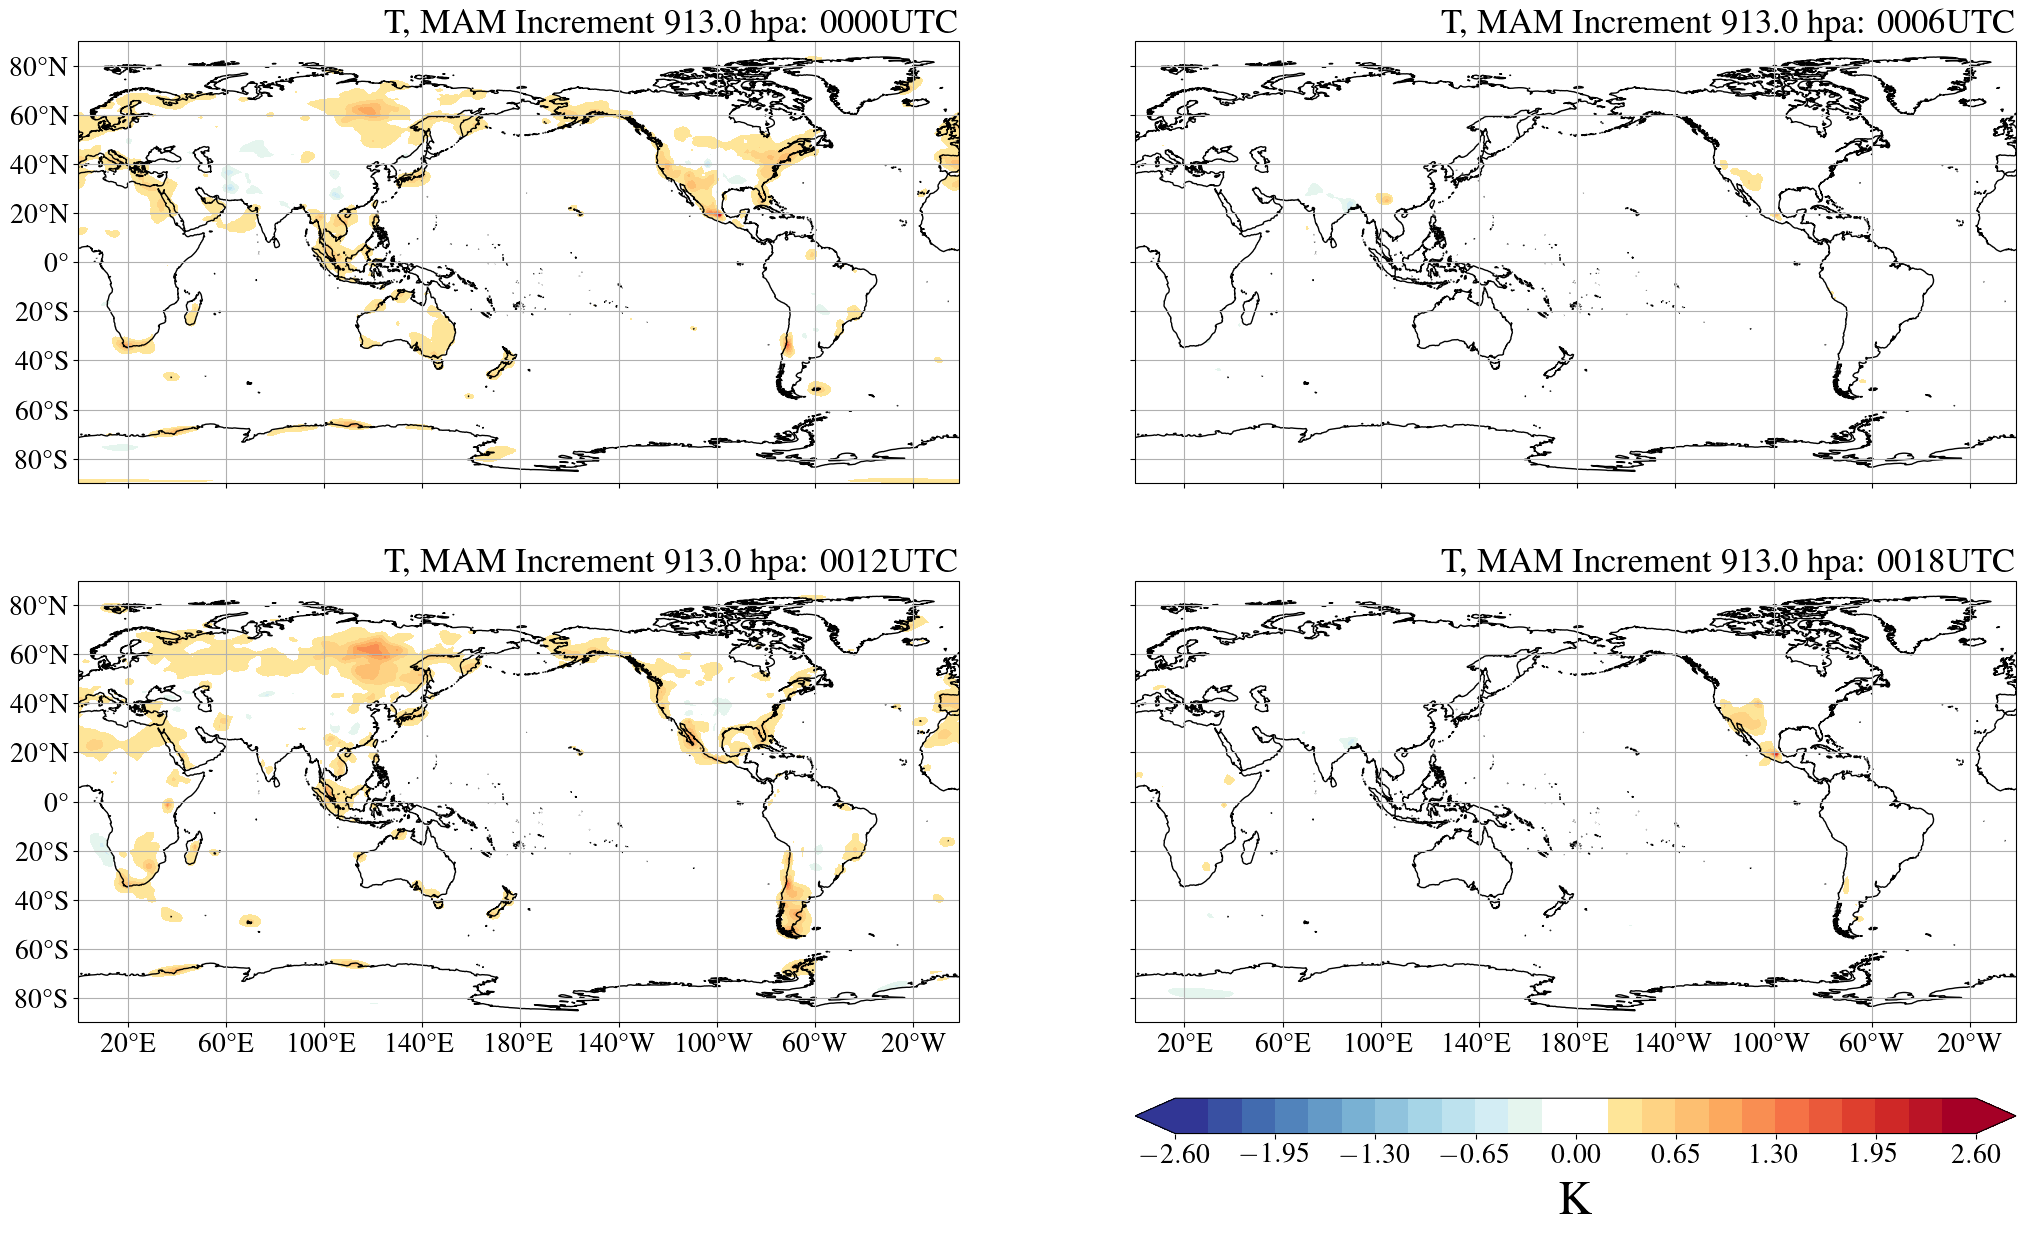 T, MAM Increment 913.0 hpa: 0000UTC
80°N
60°N
40°N
20°N
0°
20°S
40°S
60°S
80°S
T, MAM Increment 913.0 hpa: 0006UTC
T, MAM Increment 913.0 hpa: 0012UTC
80°N
60°N
40°N
20°N
0°
20°S
40°S
60°S
80°S
20°E 60°E 100°E 140°E 180°E 140°W 100°W 60°W 20°W
T, MAM Increment 913.0 hpa: 0018UTC
20°E 60°E 100°E 140°E 180°E 140°W 100°W 60°W 20°W
−2.60 −1.95 −1.30 −0.65 0.00 0.65 1.30 1.95 2.60
K